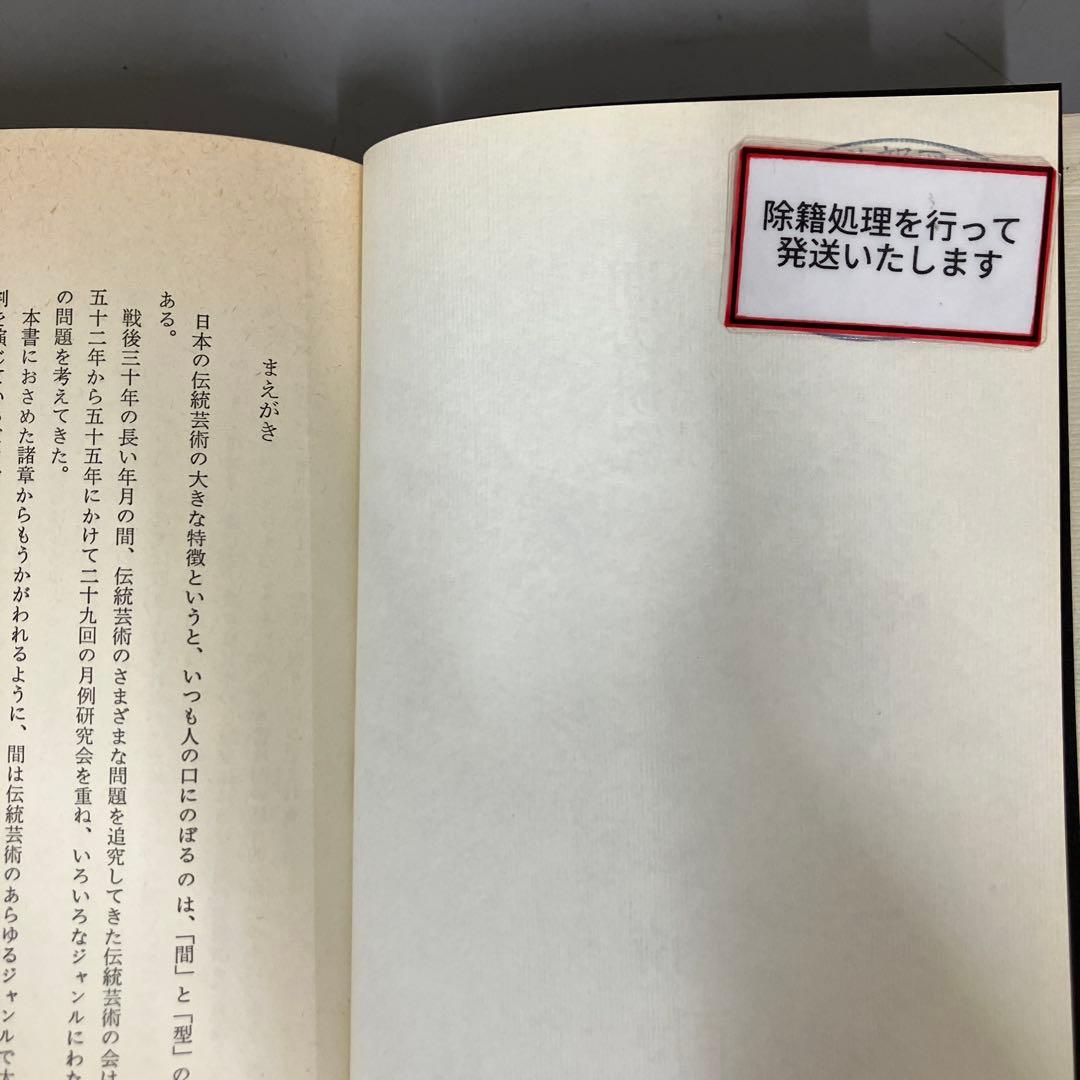 除籍処理を行って
発送いたします
まえがき
日本の伝統芸術の大きな特徴というと、いつも人の口にのぼるのは、「間」と「型」の
ある。
戦後三十年の長い年月の間、伝統芸術のさまざまな問題を追究してきた伝統芸術の会は
五十二年から五十五年にかけて二十九回の月例研究会を重ね、いろいろなジャンルにわた
の問題を考えてきた。
本書におさめた諸章からもうかがわれるように、間は伝統芸術のあらゆるジャンルで大